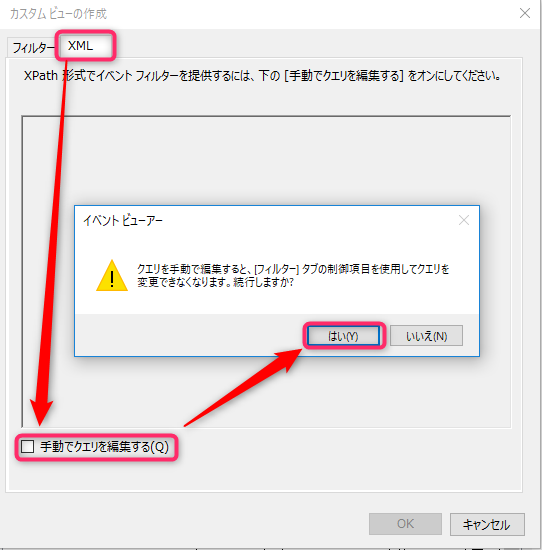 カスタム ビューの作成
フィルター
XML
XPath 形式でイベント フィルターを提供するには、下の [手動でクエリを編集する] をオンにしてください。
イベント ビューアー
クエリを手動で編集すると、[フィルター] タブの制御項目を使用してクエリを
変更できなくなります。続行しますか?
はい(Y)
いいえ(N)
手動でクエリを編集する(Q)
OK
キャンセル